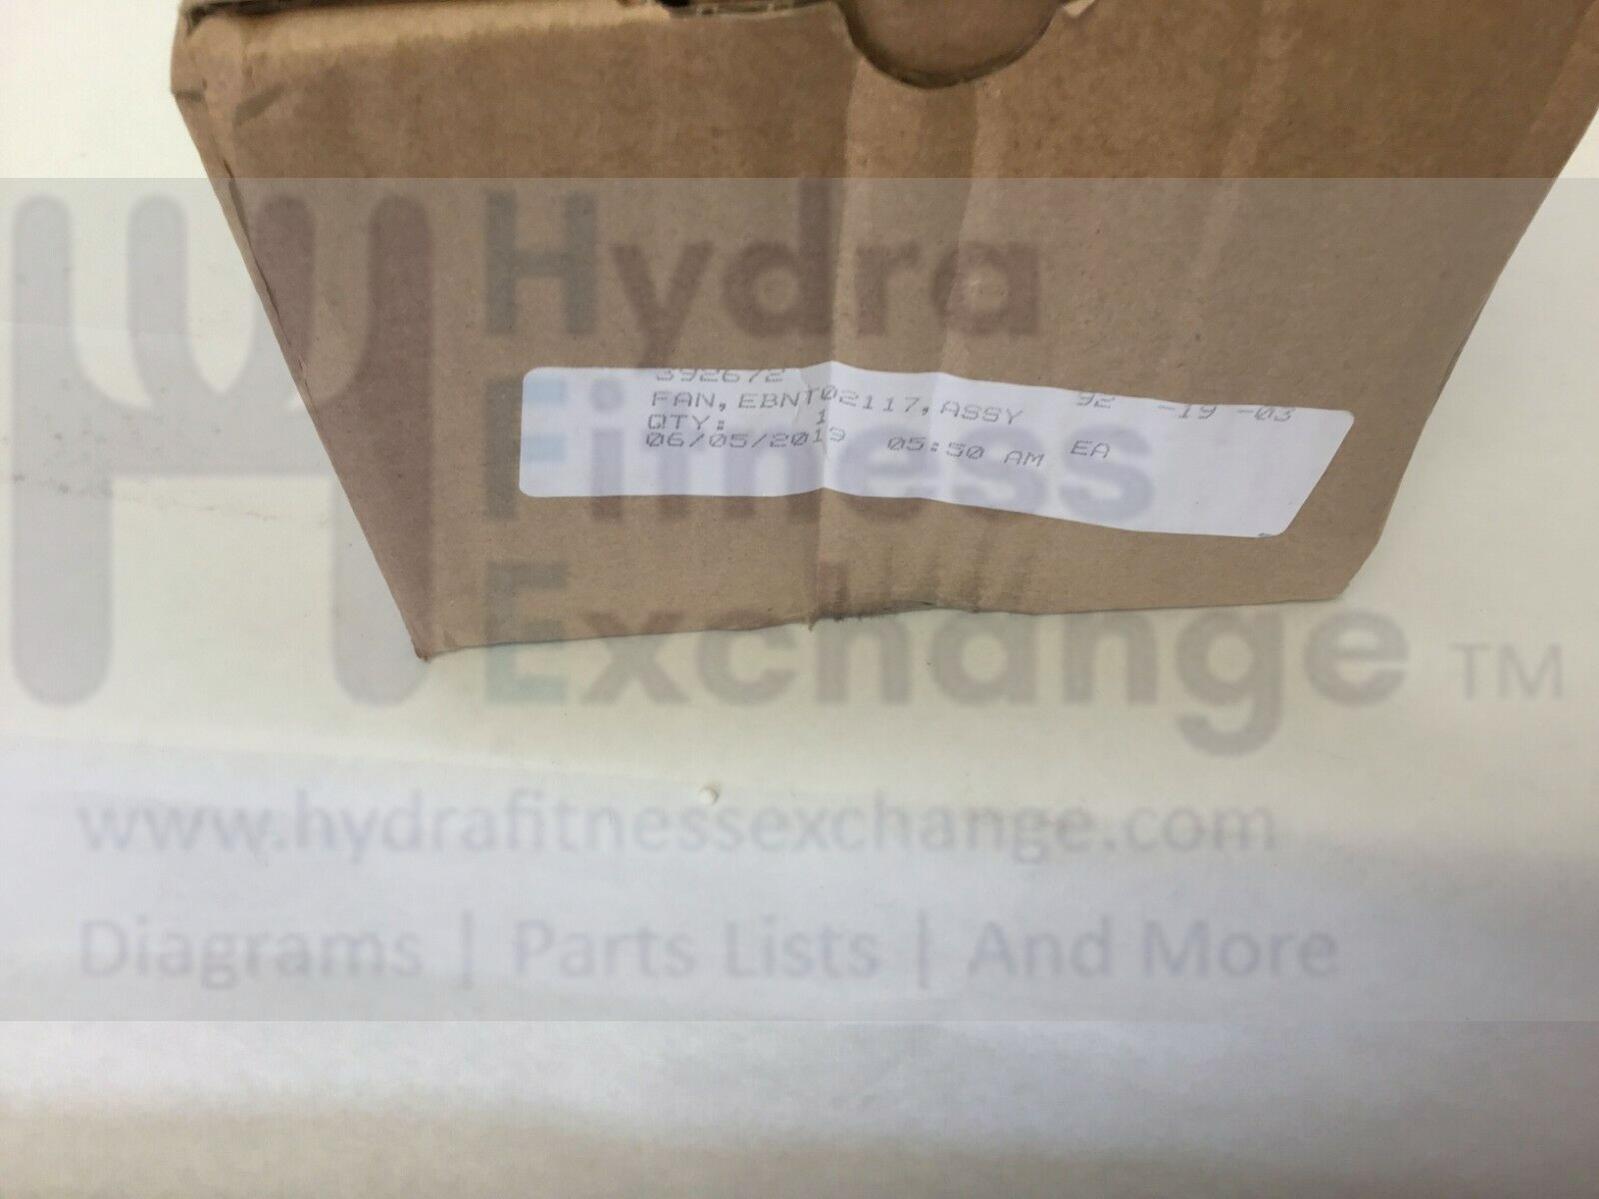 Hydra
392672
FAN, EBNT02117, ASSY 92 -19 -03
QTY: 1 EA
06/05/2019 05:50 AM
Fitness
Exchange TM
www.hydrafitnessexchange.com
Diagrams | Parts Lists | And More